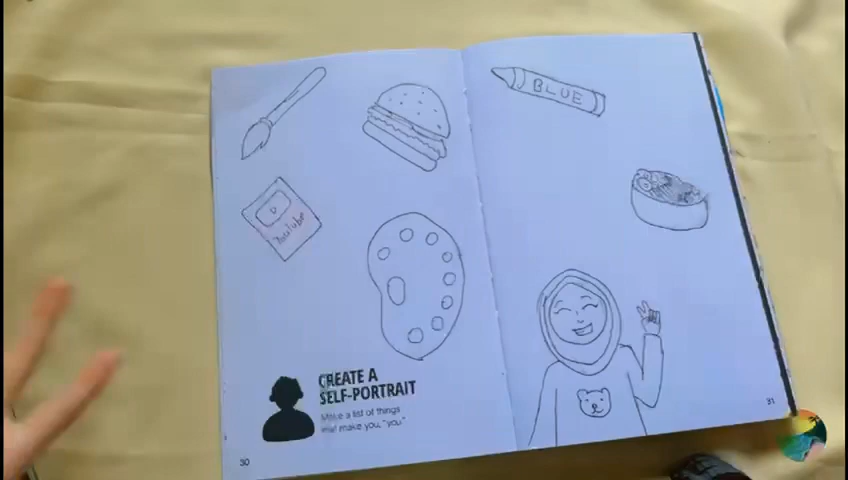 BLUE
YouTube
CREATE A
SELF-PORTRAIT
Make a list of things
that make you, "you."
30
31